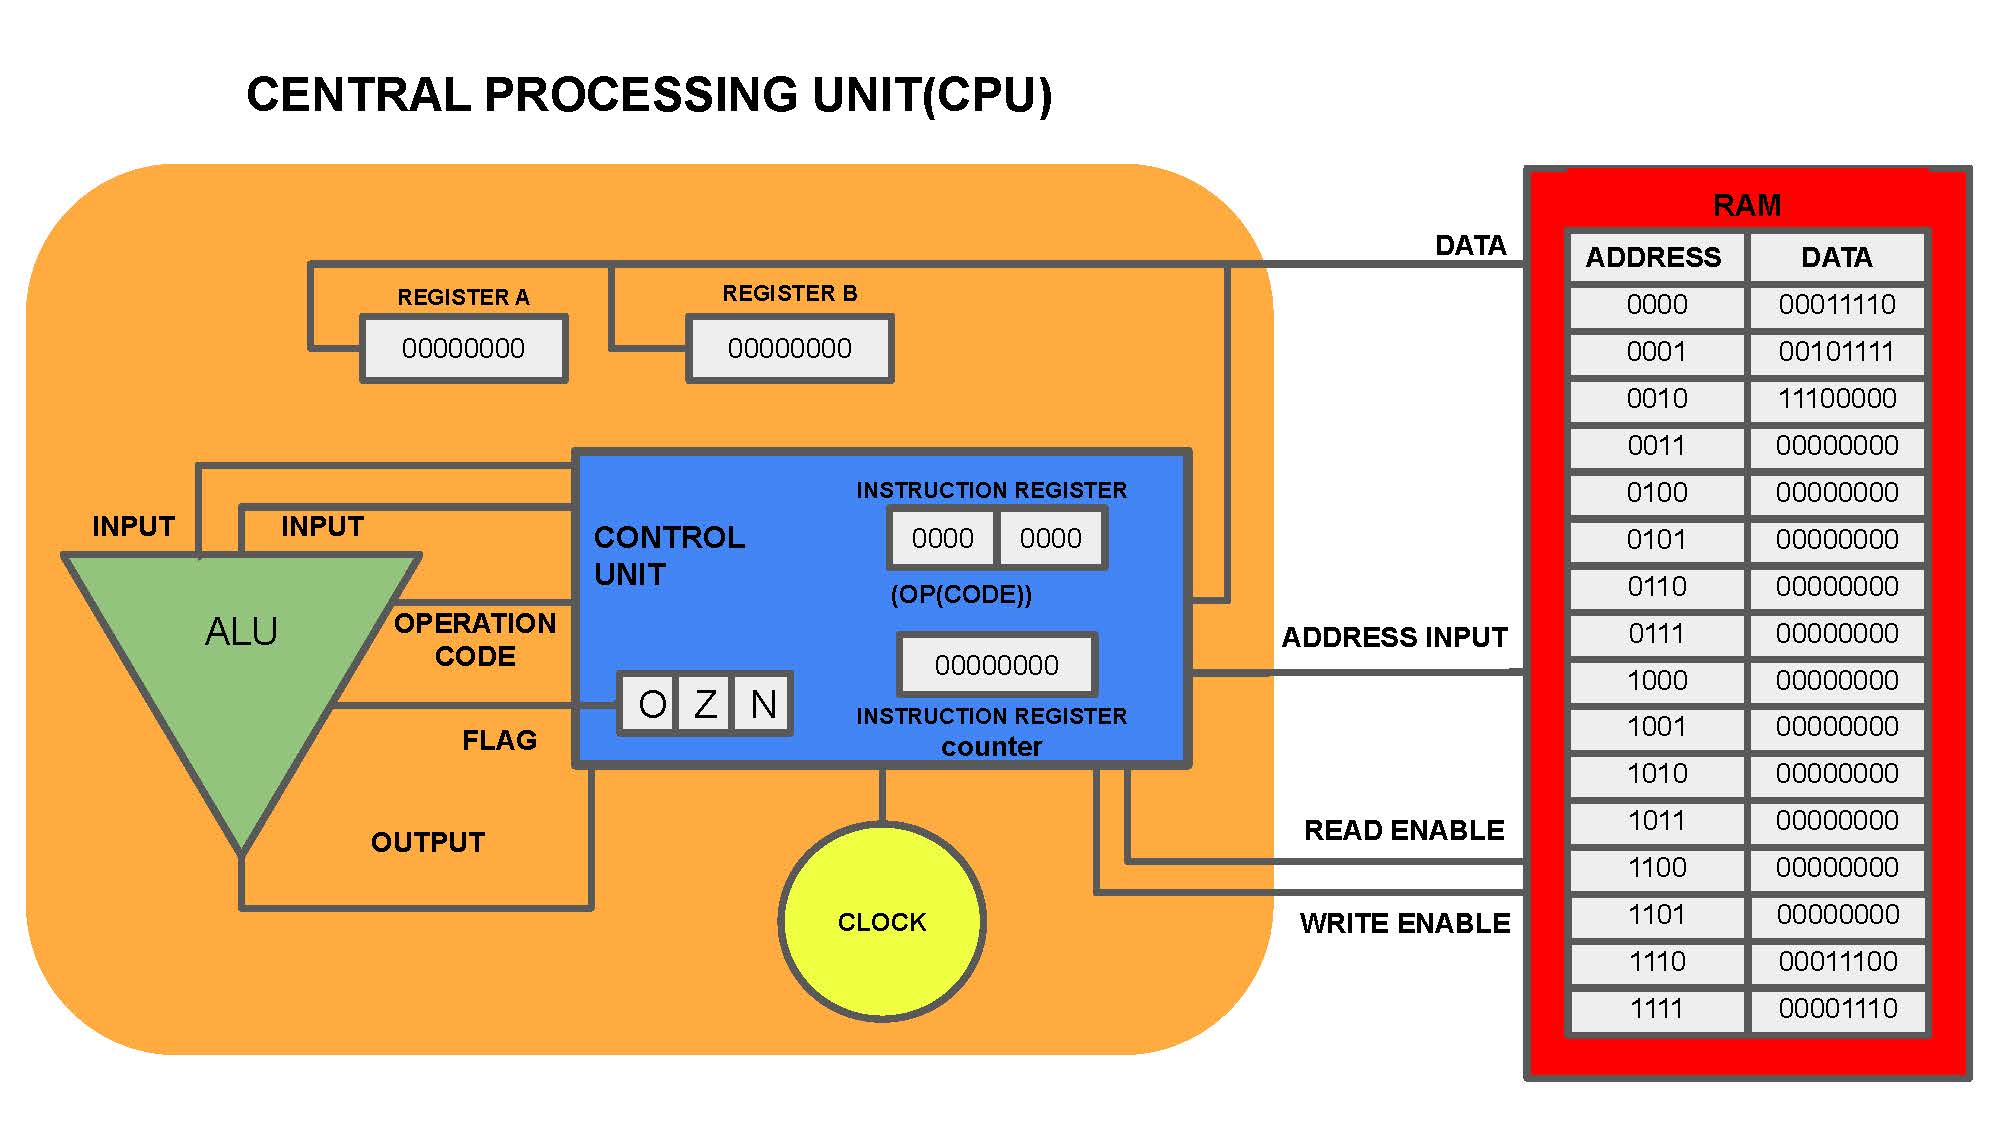 CENTRAL PROCESSING UNIT(CPU)
REGISTER A
00000000
REGISTER B
00000000
INPUT
INPUT
ALU
OPERATION
CODE
FLAG
OUTPUT
CONTROL
UNIT
O Z N
INSTRUCTION REGISTER
0000 0000
(OP(CODE))
00000000
INSTRUCTION REGISTER
counter
CLOCK
DATA
ADDRESS INPUT
READ ENABLE
WRITE ENABLE
RAM
ADDRESS DATA
0000 00011110
0001 00101111
0010 11100000
0011 00000000
0100 00000000
0101 00000000
0110 00000000
0111 00000000
1000 00000000
1001 00000000
1010 00000000
1011 00000000
1100 00000000
1101 00000000
1110 00011100
1111 00001110